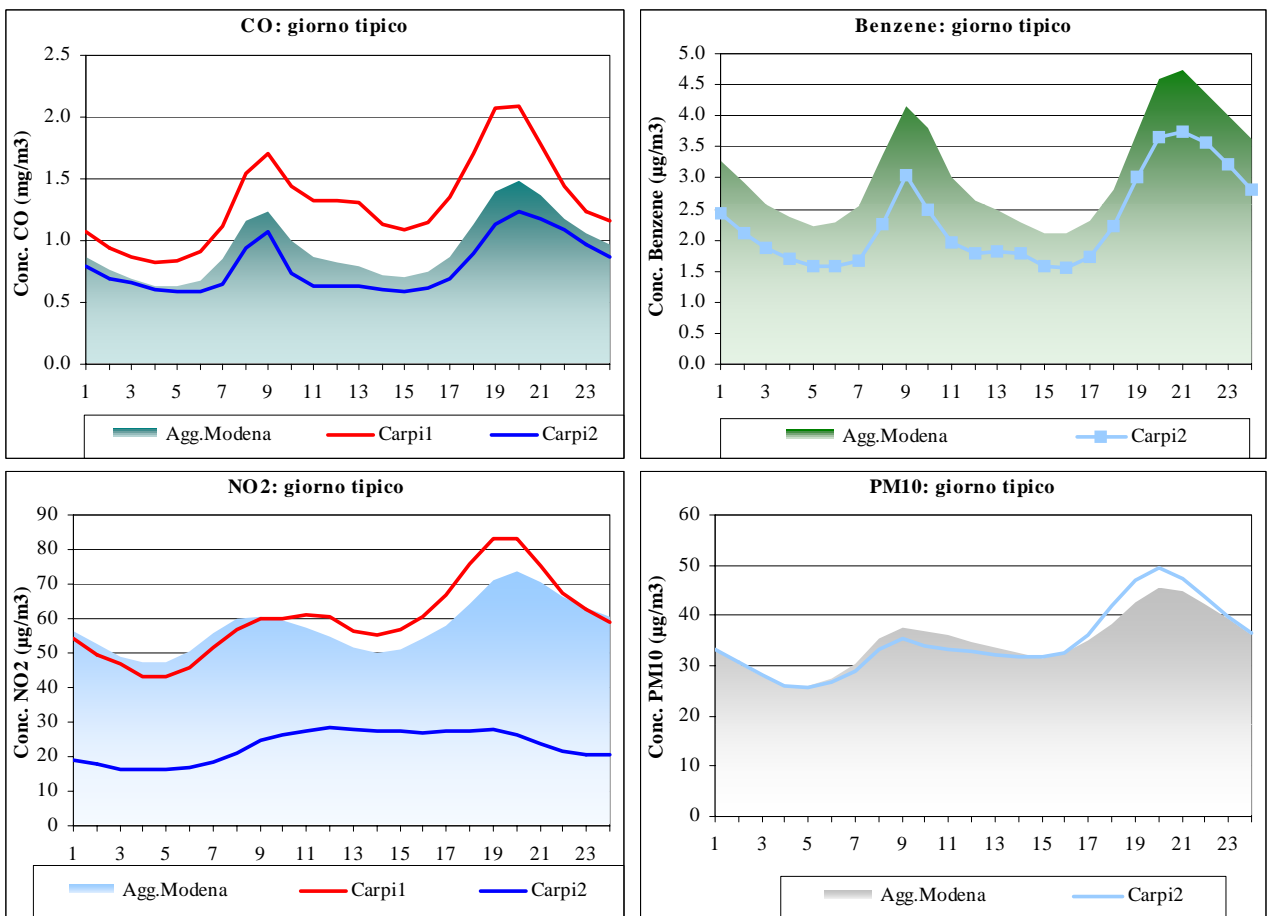 CO: giorno tipico
Conc. CO (mg/m3)
2.5
2.0
1.5
1.0
0.5
0.0
1 3 5 7 9 11 13 15 17 19 21 23
Agg.Modena Carpi1 Carpi2
Benzene: giorno tipico
Conc. Benzene (µg/m3)
5.0
4.5
4.0
3.5
3.0
2.5
2.0
1.5
1.0
0.5
0.0
1 3 5 7 9 11 13 15 17 19 21 23
Agg.Modena Carpi2
NO2: giorno tipico
Conc. NO2 (µg/m3)
90
80
70
60
50
40
30
20
10
0
1 3 5 7 9 11 13 15 17 19 21 23
Agg.Modena Carpi1 Carpi2
PM10: giorno tipico
Conc. PM10 (µg/m3)
60
50
40
30
20
10
0
1 3 5 7 9 11 13 15 17 19 21 23
Agg.Modena Carpi2